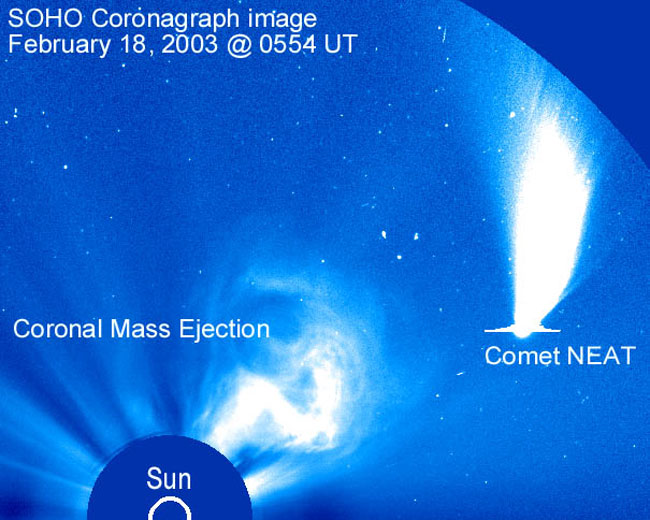 SOHO Coronagraph image
February 18, 2003 @ 0554 UT
Coronal Mass Ejection
Comet NEAT
Sun